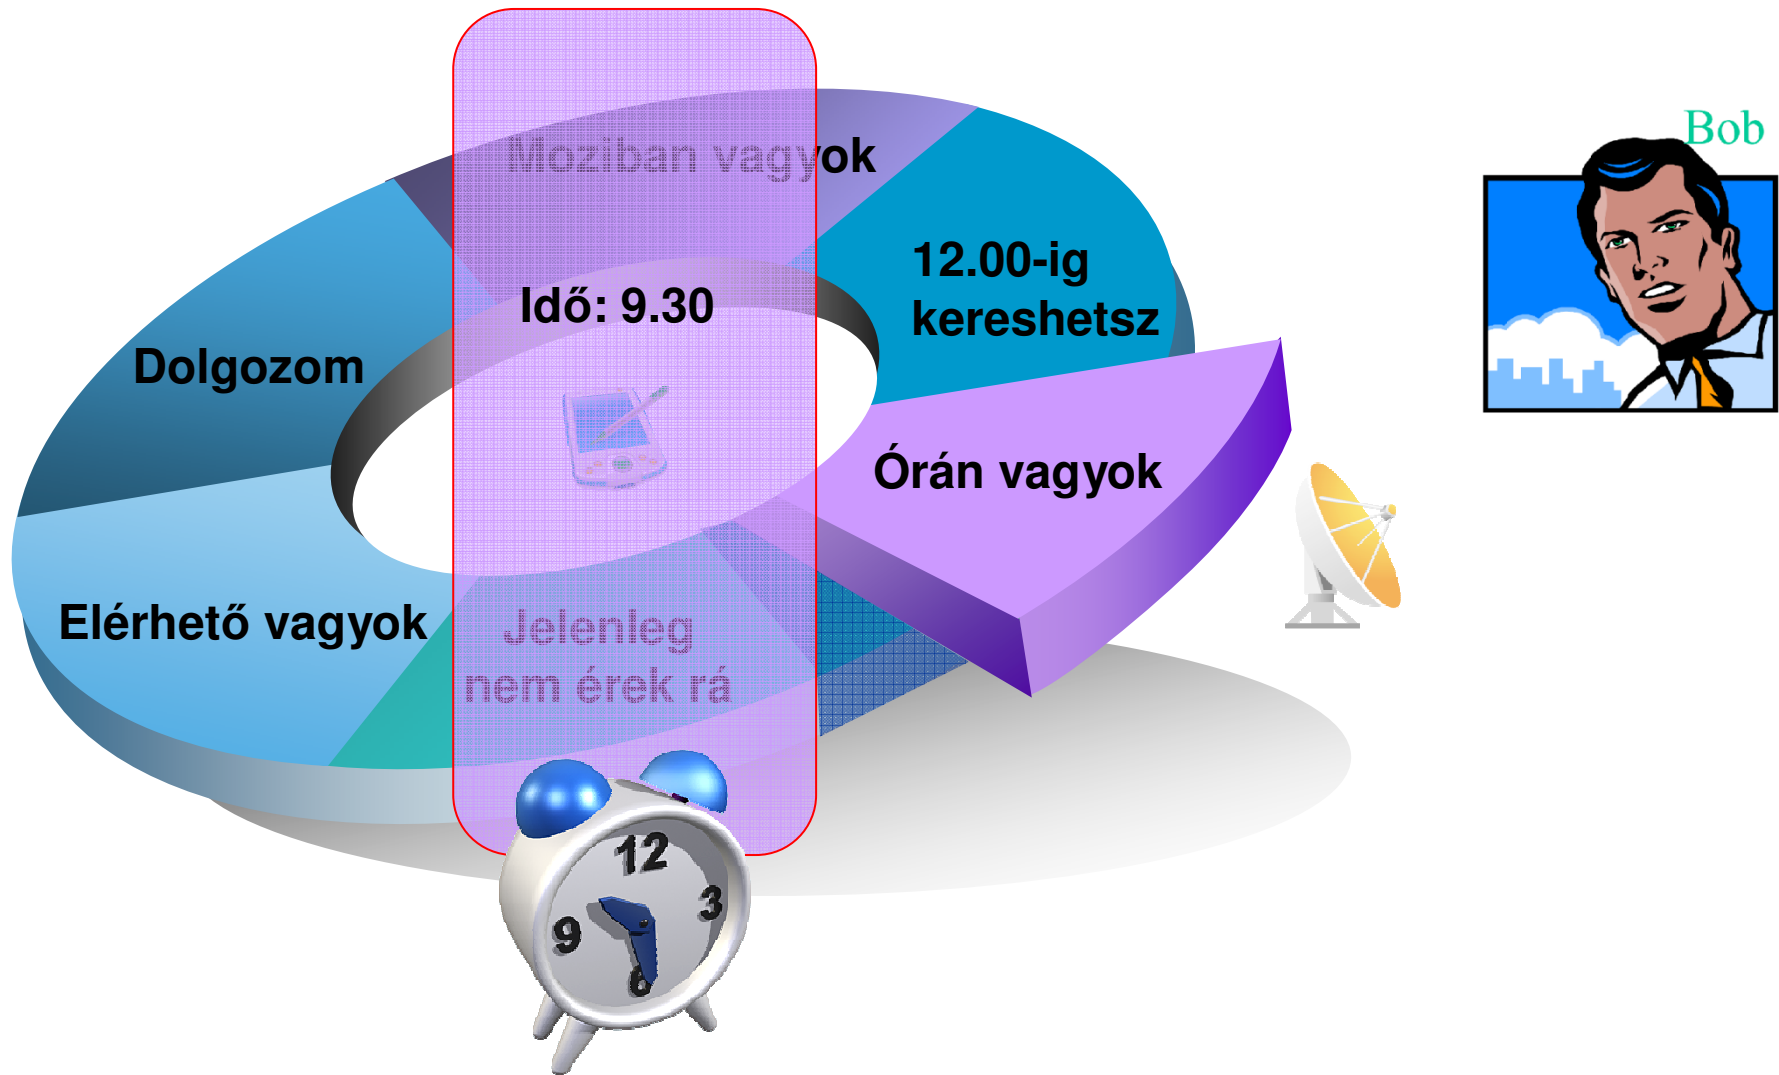 Bob
Moziban vagyok
12.00-ig
kereshetsz
Idő: 9.30
Dolgozom
Órán vagyok
Elérhető vagyok
Jelenleg
nem érek rá
12
3
9
6